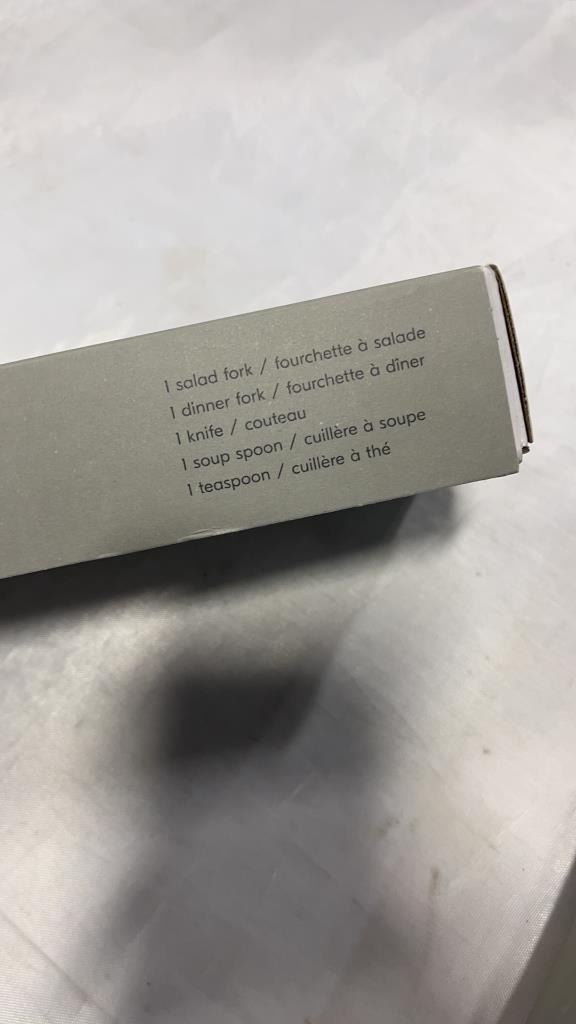 1 salad fork / fourchette à salade
1 dinner fork / fourchette à dîner
1 knife / couteau
1 soup spoon / cuillère à soupe
1 teaspoon / cuillère à thé